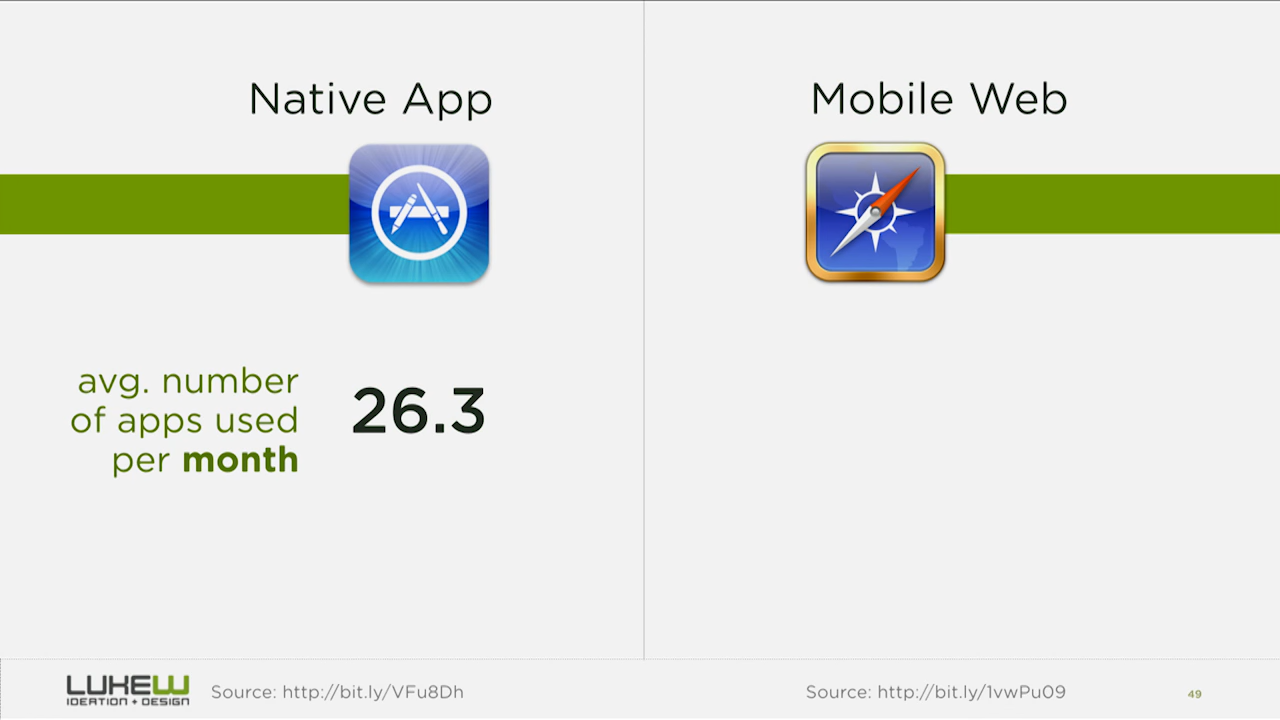 Native App
Mobile Web
avg. number
of apps used
per month
26.3
LUKEW
IDEATION + DESIGN
Source: http://bit.ly/VFu8Dh
Source: http://bit.ly/1vwPu09
49